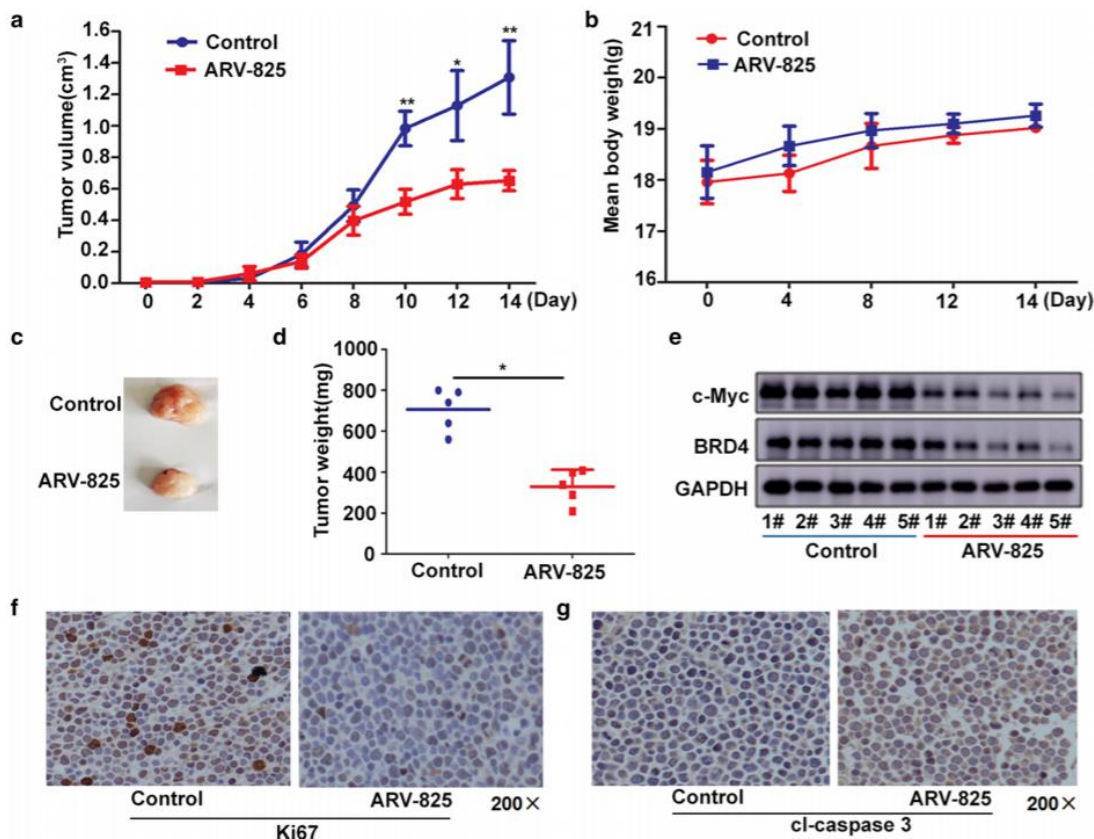 a
Tumor vulume(cm³)
1.6
1.4
1.2
1.0
0.8
0.6
0.4
0.2
0.0
Control
ARV-825
**
*
**
0 2 4 6 8 10 12 14 (Day)
b
Mean body weigh(g)
21
20
19
18
17
16
Control
ARV-825
0 4 8 12 14 (Day)
c
Control
ARV-825
d
Tumor weight(mg)
1000
800
600
400
200
0
*
Control ARV-825
e
c-Myc
BRD4
GAPDH
1# 2# 3# 4# 5# 1# 2# 3# 4# 5#
Control ARV-825
f
Control ARV-825 200×
Ki67
g
Control ARV-825 200×
cl-caspase 3